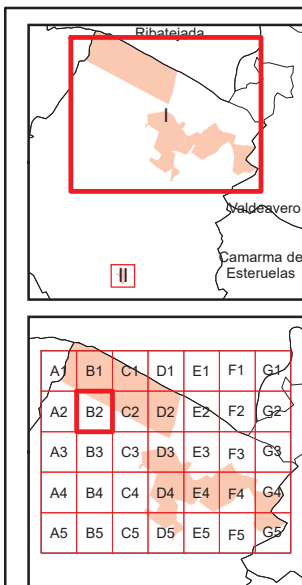 Ribatejada
I
Valdeavero
Camarma de
Esteruelas
II
A1 B1 C1 D1 E1 F1 G1
A2 B2 C2 D2 E2 F2 G2
A3 B3 C3 D3 E3 F3 G3
A4 B4 C4 D4 E4 F4 G4
A5 B5 C5 D5 E5 F5 G5